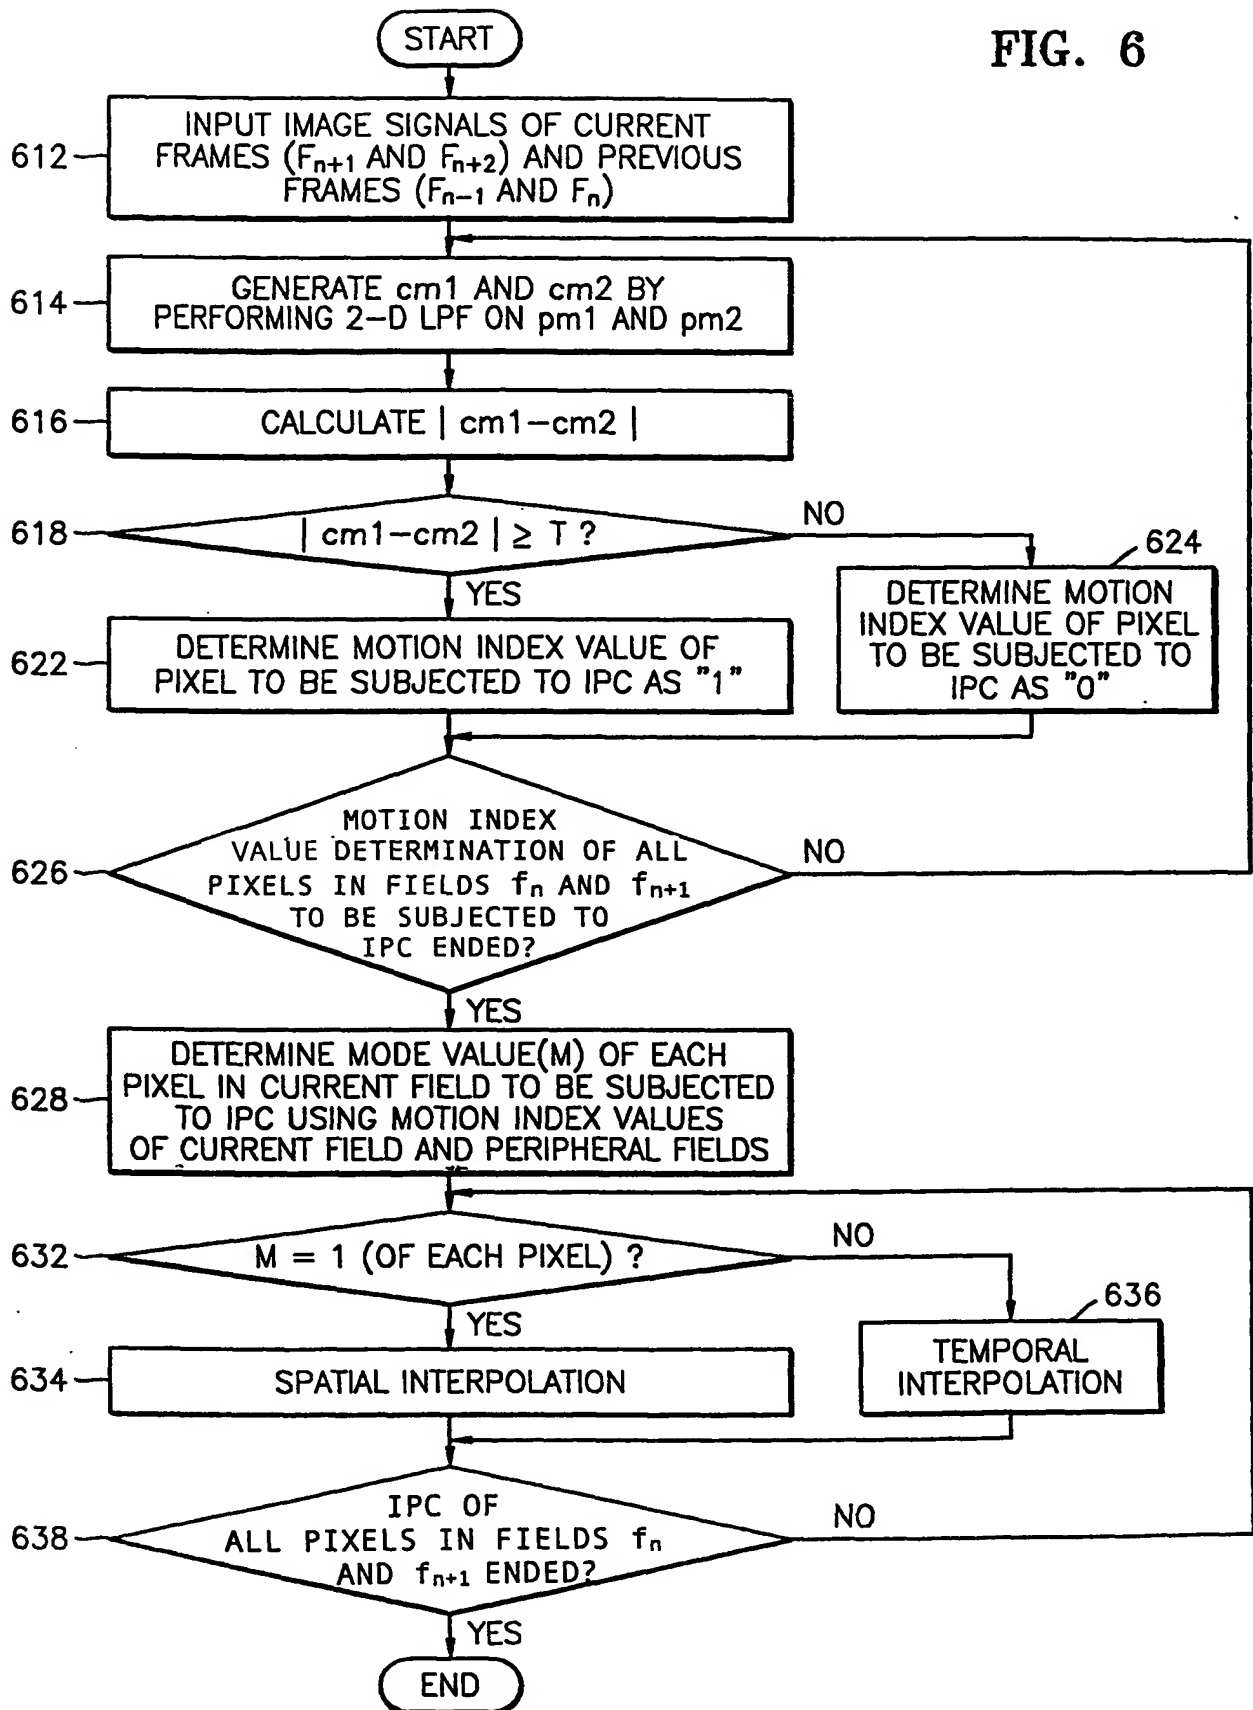 START
FIG. 6
612
INPUT IMAGE SIGNALS OF CURRENT
FRAMES (Fn+1 AND Fn+2) AND PREVIOUS
FRAMES (Fn-1 AND Fn)
614
GENERATE cm1 AND cm2 BY
PERFORMING 2-D LPF ON pm1 AND pm2
616
CALCULATE | cm1-cm2 |
618
| cm1-cm2 | ≥ T ?
NO
YES
624
DETERMINE MOTION
INDEX VALUE OF PIXEL
TO BE SUBJECTED TO
IPC AS "0"
622
DETERMINE MOTION INDEX VALUE OF
PIXEL TO BE SUBJECTED TO IPC AS "1"
626
MOTION INDEX
VALUE DETERMINATION OF ALL
PIXELS IN FIELDS fn AND fn+1
TO BE SUBJECTED TO
IPC ENDED?
NO
YES
628
DETERMINE MODE VALUE(M) OF EACH
PIXEL IN CURRENT FIELD TO BE SUBJECTED
TO IPC USING MOTION INDEX VALUES
OF CURRENT FIELD AND PERIPHERAL FIELDS
632
M = 1 (OF EACH PIXEL) ?
NO
YES
636
TEMPORAL
INTERPOLATION
634
SPATIAL INTERPOLATION
638
IPC OF
ALL PIXELS IN FIELDS fn
AND fn+1 ENDED?
NO
YES
END